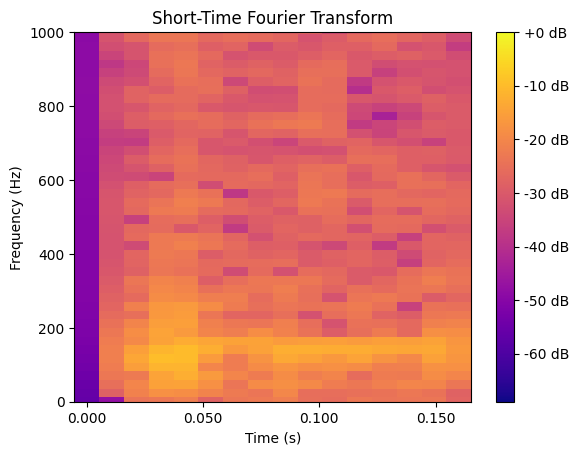 Short-Time Fourier Transform
1000
800
600
400
200
0
Frequency (Hz)
0.000
0.050
0.100
0.150
Time (s)
+0 dB
-10 dB
-20 dB
-30 dB
-40 dB
-50 dB
-60 dB